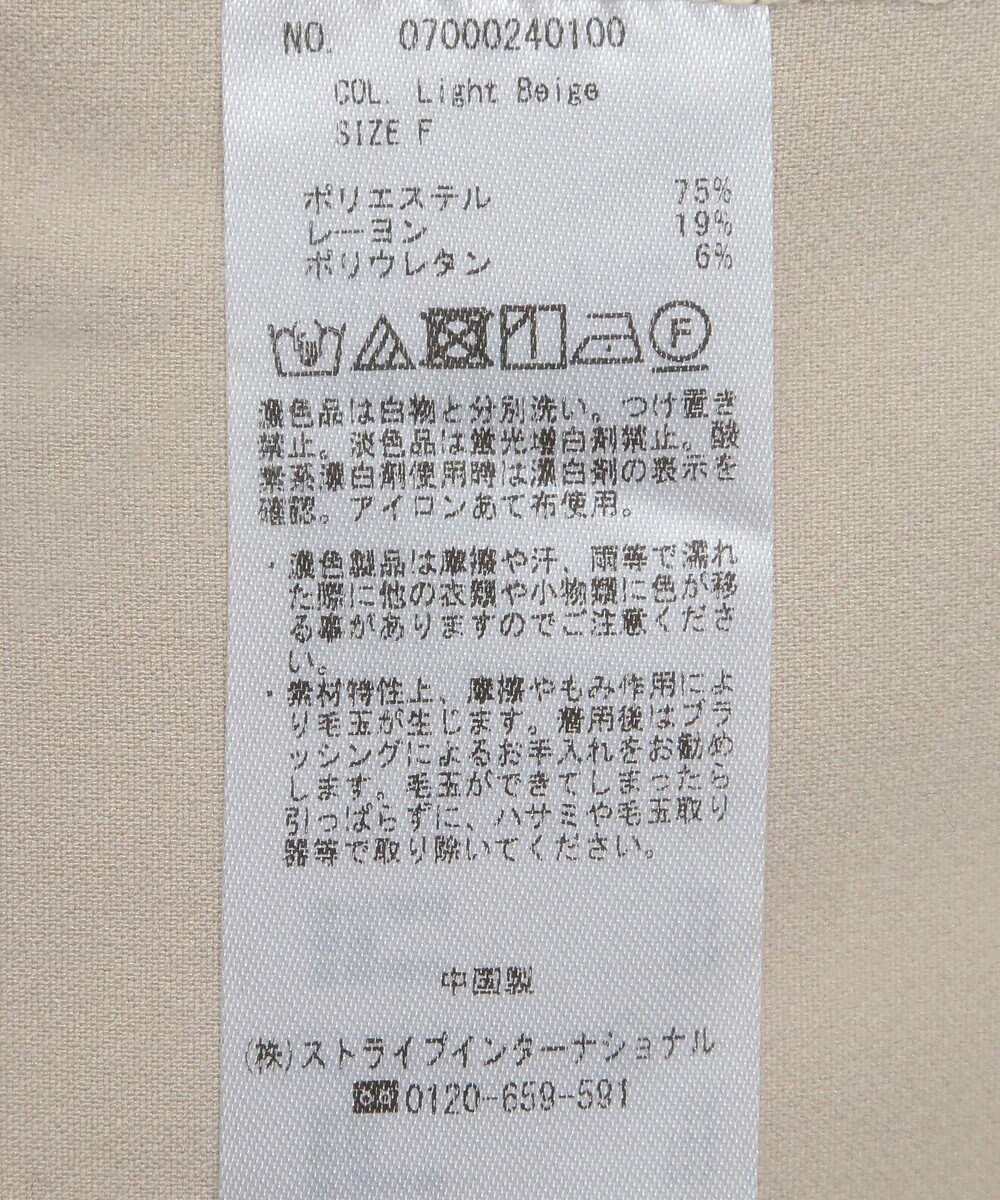 NO. 07000240100
COL. Light Beige
SIZE F
ポリエステル 75%
レーヨン 19%
ポリウレタン 6%
F
濃色品は白物と分別洗い。つけ置き
禁止。淡色品は蛍光増白剤禁止。酸
素系漂白剤使用時は漂白剤の表示を
確認。アイロンあて布使用。
・濃色製品は摩擦や汗、雨等で濡れ
た際に他の衣類や小物類に色が移
る事がありますのでご注意くださ
い。
・素材特性上、摩擦やもみ作用によ
り毛玉が生じます。着用後はブラ
ッシングによるお手入れをお勧め
します。毛玉ができてしまったら
引っぱらずに、ハサミや毛玉取り
器等で取り除いてください。
中国製
(株)ストライプインターナショナル
0120-659-591